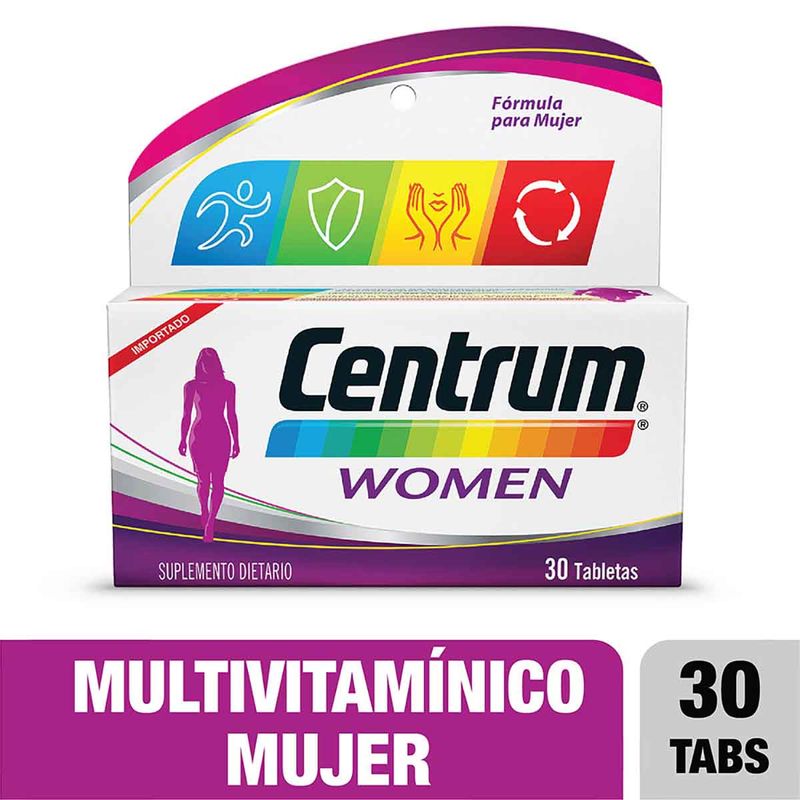 Fórmula
para Mujer
IMPORTADO
Centrum®
®
WOMEN
SUPLEMENTO DIETARIO
30 Tabletas
MULTIVITAMÍNICO
MUJER
30
TABS